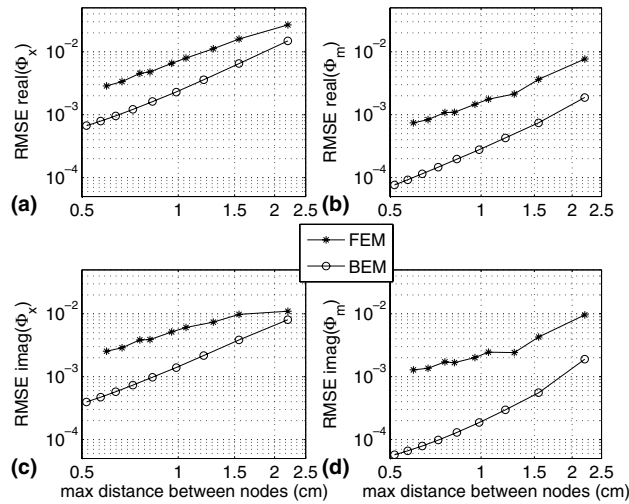 RMSE real(Φx)
10⁻²
10⁻³
10⁻⁴
(a)
0.5 1 1.5 2 2.5
RMSE real(Φm)
10⁻²
10⁻³
10⁻⁴
(b)
0.5 1 1.5 2 2.5
FEM
BEM
RMSE imag(Φx)
10⁻²
10⁻³
10⁻⁴
(c)
0.5 1 1.5 2 2.5
max distance between nodes (cm)
RMSE imag(Φm)
10⁻²
10⁻³
10⁻⁴
(d)
0.5 1 1.5 2 2.5
max distance between nodes (cm)